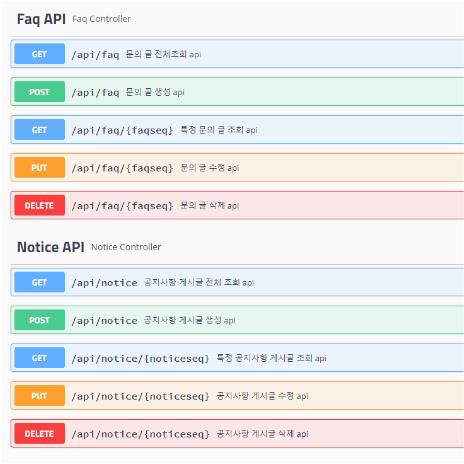 Faq API Faq Controller
GET /api/faq 문의 글 전체조회 api
POST /api/faq 문의 글 생성 api
GET /api/faq/{faqseq} 특정 문의 글 조회 api
PUT /api/faq/{faqseq} 문의 글 수정 api
DELETE /api/faq/{faqseq} 문의 글 삭제 api
Notice API Notice Controller
GET /api/notice 공지사항 게시글 전체 조회 api
POST /api/notice 공지사항 게시글 생성 api
GET /api/notice/{noticeseq} 특정 공지사항 게시글 조회 api
PUT /api/notice/{noticeseq} 공지사항 게시글 수정 api
DELETE /api/notice/{noticeseq} 공지사항 게시글 삭제 api